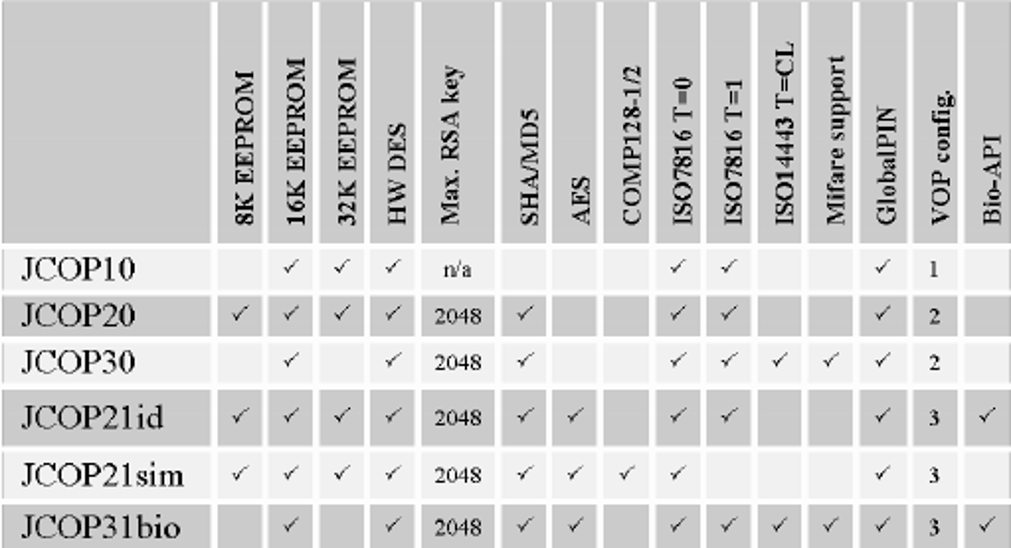 8K EEPROM
16K EEPROM
32K EEPROM
HW DES
Max. RSA key
SHA/MD5
AES
COMP128-1/2
ISO7816 T=0
ISO7816 T=1
ISO14443 T=CL
Mifare support
GlobalPIN
VOP config.
Bio-API
JCOP10 ✓ ✓ ✓ n/a ✓ ✓ ✓ 1
JCOP20 ✓ ✓ ✓ ✓ 2048 ✓ ✓ ✓ ✓ 2
JCOP30 ✓ ✓ 2048 ✓ ✓ ✓ ✓ ✓ ✓ 2
JCOP21id ✓ ✓ ✓ ✓ 2048 ✓ ✓ ✓ ✓ ✓ 3 ✓
JCOP21sim ✓ ✓ ✓ ✓ 2048 ✓ ✓ ✓ ✓ ✓ 3
JCOP31bio ✓ ✓ 2048 ✓ ✓ ✓ ✓ ✓ ✓ ✓ 3 ✓